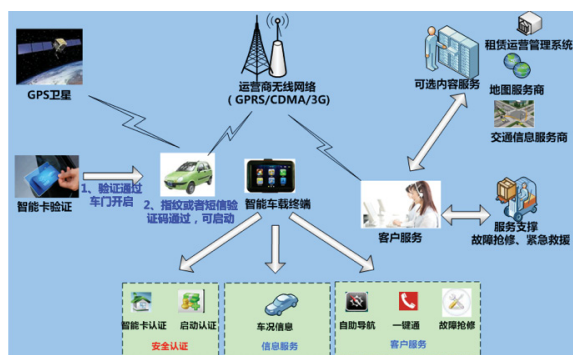 GPS卫星
运营商无线网络
（GPRS/CDMA/3G）
可选内容服务
租赁运营管理系统
地图服务商
交通信息服务商
智能卡验证
1、验证通过
车门开启
2、指纹或者短信验
证码通过，可启动
智能车载终端
客户服务
服务支撑
故障抢修、紧急救援
智能卡认证
启动认证
安全认证
车况信息
信息服务
自助导航
一键通
故障抢修
客户服务